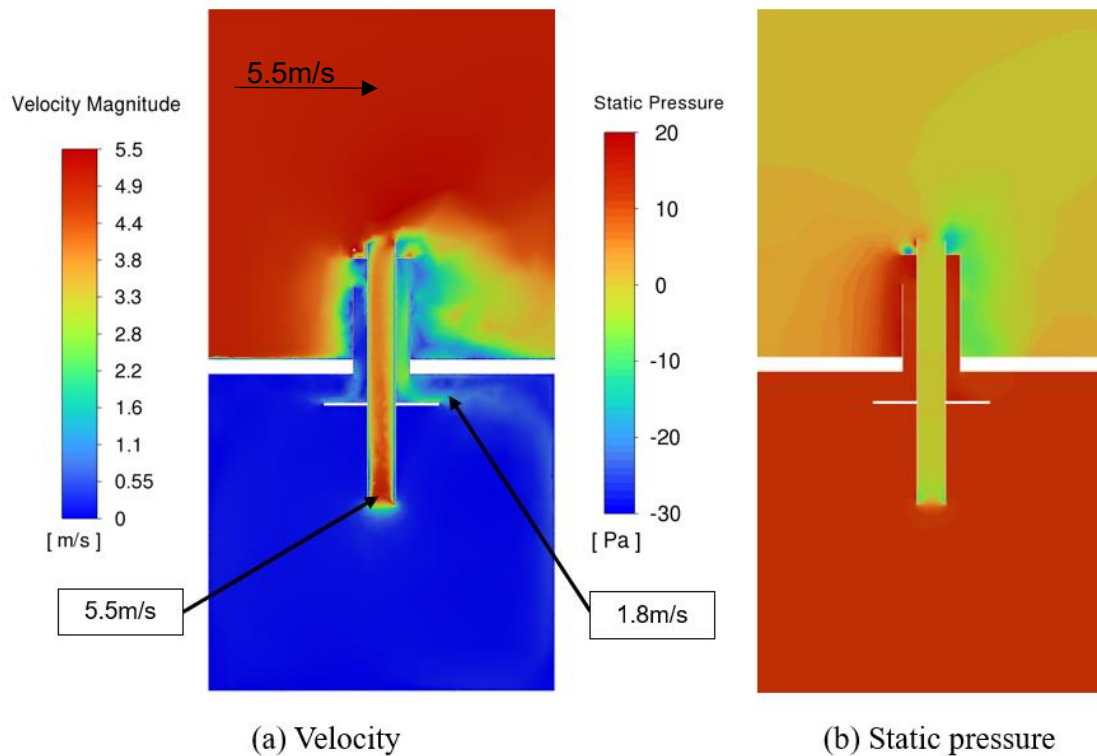 5.5m/s
Velocity Magnitude
5.5
4.9
4.4
3.8
3.3
2.8
2.2
1.6
1.1
0.55
0
[ m/s ]
5.5m/s
1.8m/s
(a) Velocity
Static Pressure
20
10
0
-10
-20
-30
[ Pa ]
(b) Static pressure